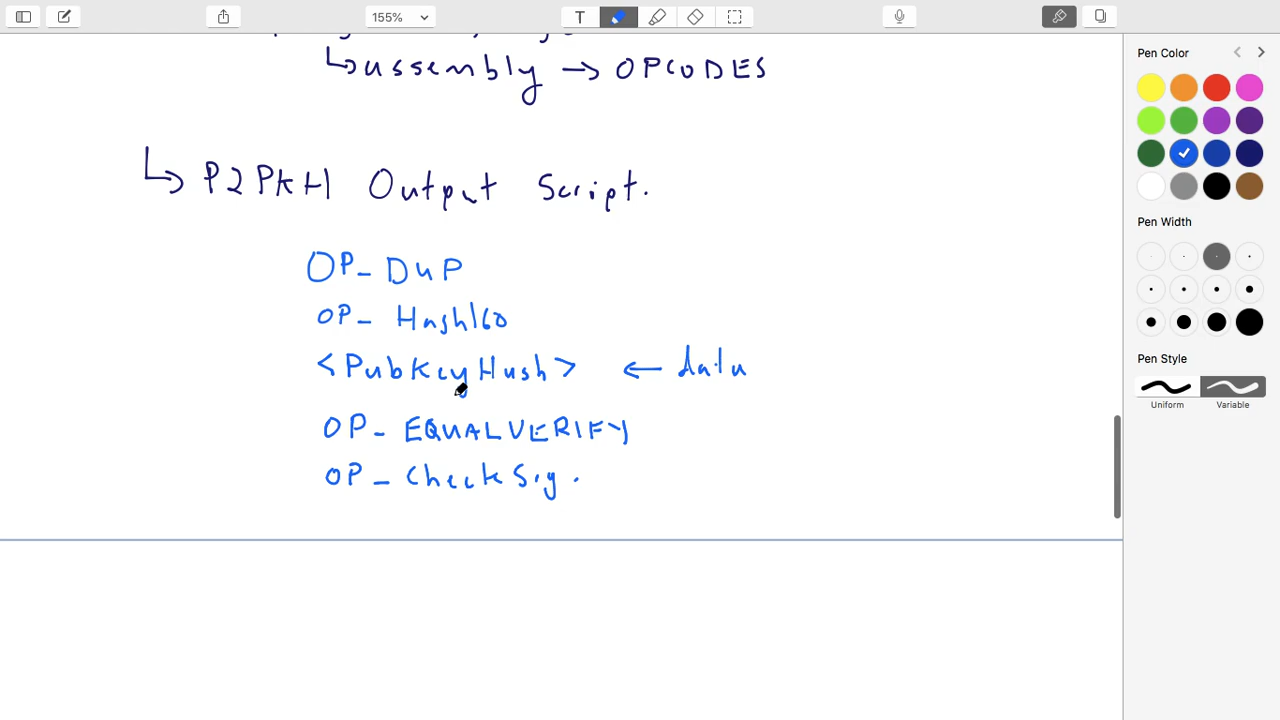 155%
T
Pen Color
assembly → OPCODES
P2PKH Output Script.
OP_DUP
Pen Width
OP_Hash160
<PubKeyHash> ← data
Pen Style
Uniform Variable
OP_EQUALVERIFY
OP_CheckSig.